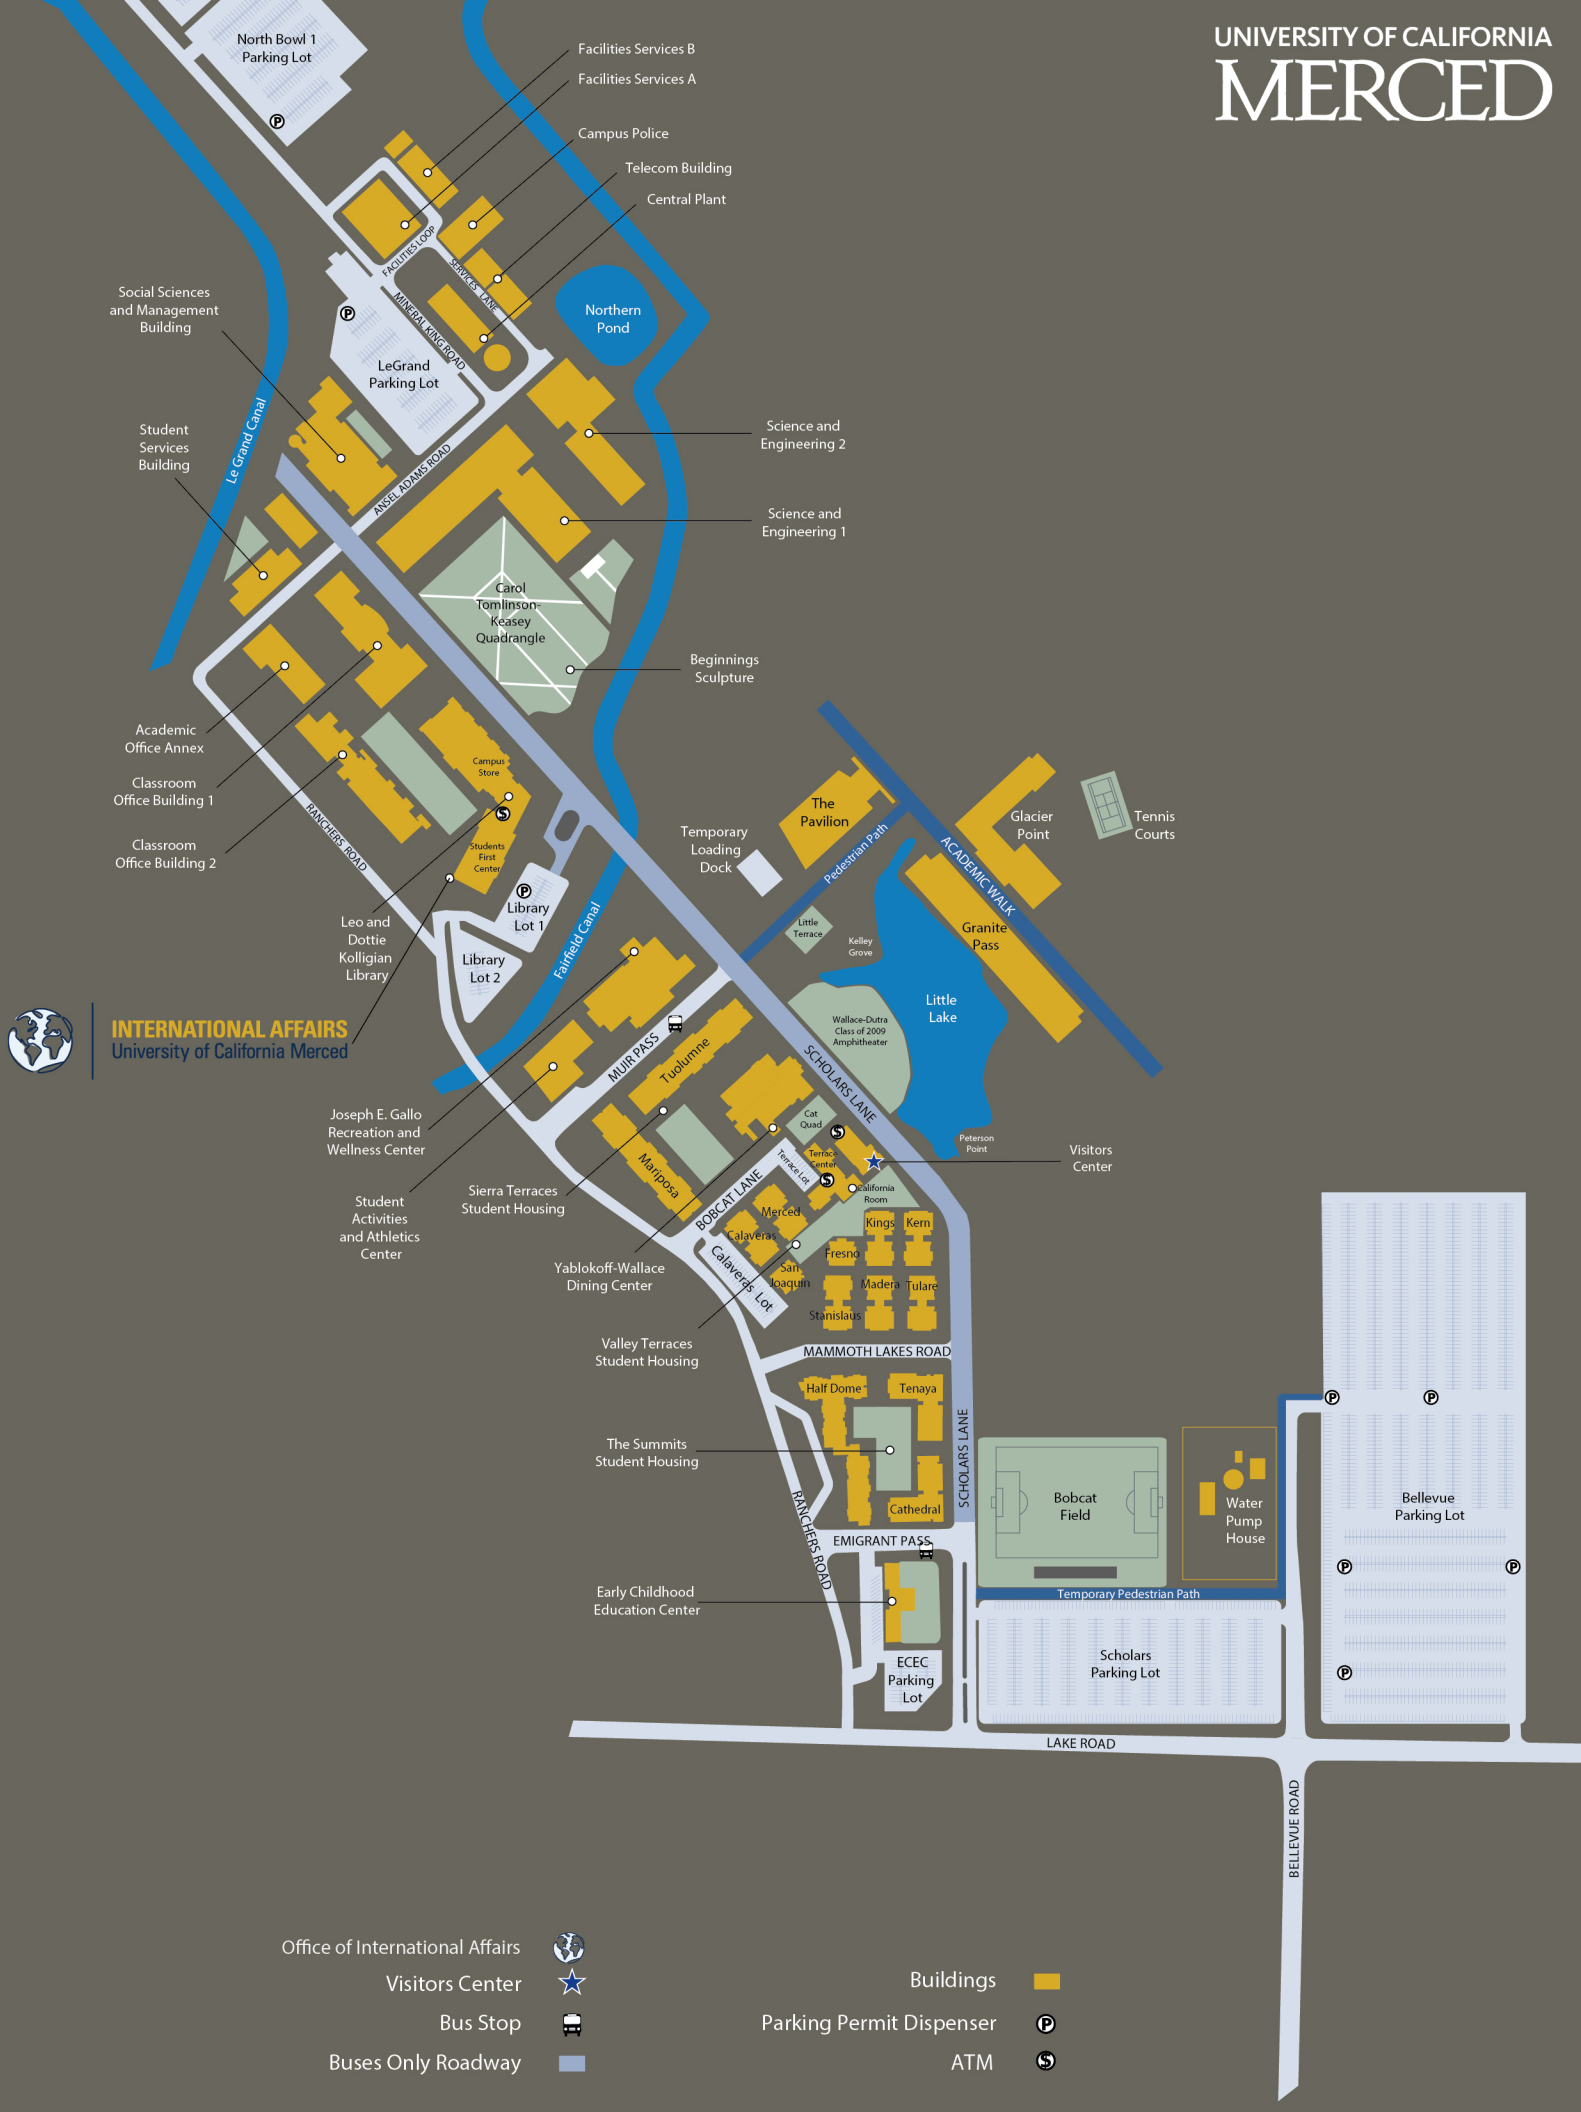 UNIVERSITY OF CALIFORNIA
MERCED
North Bowl 1
Parking Lot
P
Facilities Services B
Facilities Services A
Campus Police
Telecom Building
Central Plant
FACILITIES LOOP
SERVICES LANE
MINERAL KING ROAD
Northern
Pond
P
LeGrand
Parking Lot
Social Sciences
and Management
Building
Student
Services
Building
Le Grand Canal
ANSEL ADAMS ROAD
Science and
Engineering 2
Science and
Engineering 1
Carol
Tomlinson-
Keasey
Quadrangle
Beginnings
Sculpture
Academic
Office Annex
Classroom
Office Building 1
Classroom
Office Building 2
RANCHERS ROAD
Campus
Store
$
Students
First
Center
P
Library
Lot 1
Library
Lot 2
Leo and
Dottie
Kolligian
Library
Fairfield Canal
INTERNATIONAL AFFAIRS
University of California Merced
The
Pavilion
Temporary
Loading
Dock
Pedestrian Path
Glacier
Point
Tennis
Courts
ACADEMIC WALK
Granite
Pass
Little
Terrace
Kelley
Grove
Little
Lake
Wallace-Dutra
Class of 2009
Amphitheater
SCHOLARS LANE
MUIR PASS
Tuolumne
Mariposa
Cat
Quad
$
Terrace
Center
$
Terrace Lot
California
Room
Peterson
Point
Visitors
Center
Joseph E. Gallo
Recreation and
Wellness Center
Student
Activities
and Athletics
Center
Sierra Terraces
Student Housing
Yablokoff-Wallace
Dining Center
Valley Terraces
Student Housing
BOBCAT LANE
Merced
Calaveras
Calaveras Lot
San
Joaquin
Kings
Kern
Fresno
Madera
Tulare
Stanislaus
MAMMOTH LAKES ROAD
Half Dome
Tenaya
The Summits
Student Housing
Cathedral
SCHOLARS LANE
RANCHERS ROAD
EMIGRANT PASS
Early Childhood
Education Center
ECEC
Parking
Lot
Bobcat
Field
Water
Pump
House
Temporary Pedestrian Path
Scholars
Parking Lot
P
P
Bellevue
Parking Lot
P
P
P
LAKE ROAD
BELLEVUE ROAD
Office of International Affairs
Visitors Center
Bus Stop
Buses Only Roadway
Buildings
Parking Permit Dispenser P
ATM $